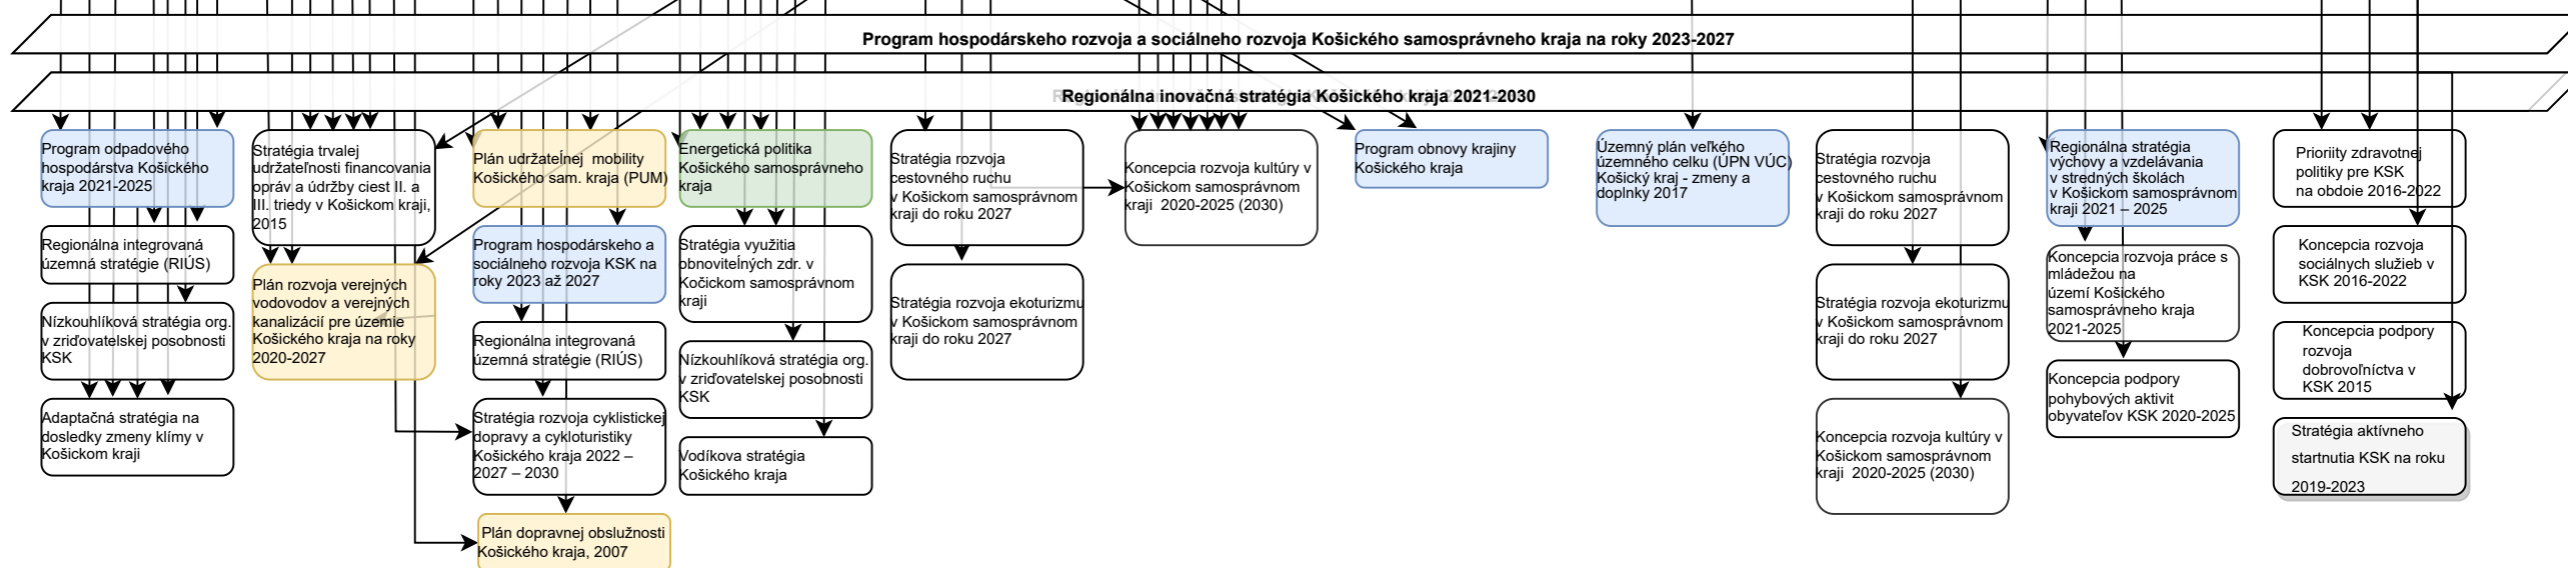 Program hospodárskeho rozvoja a sociálneho rozvoja Košického samosprávneho kraja na roky 2023-2027
Regionálna inovačná stratégia Košického kraja 2021-2030
Program odpadového
hospodárstva Košického
kraja 2021-2025
Regionálna integrovaná
územná stratégie (RIÚS)
Nízkouhlíková stratégia org.
v zriďovatelskej posobnosti
KSK
Adaptačná stratégia na
dosledky zmeny klímy v
Košickom kraji
Stratégia trvalej
udržateľnosti financovania
opráv a údržby ciest II. a
III. triedy v Košickom kraji,
2015
Plán rozvoja verejných
vodovodov a verejných
kanalizácií pre územie
Košického kraja na roky
2020-2027
Plán udržateĺnej  mobility
Košického sam. kraja (PUM)
Program hospodárskeho a
sociálneho rozvoja KSK na
roky 2023 až 2027
Regionálna integrovaná
územná stratégie (RIÚS)
Stratégia rozvoja cyklistickej
dopravy a cykloturistiky
Košického kraja 2022 –
2027 – 2030
Plán dopravnej obslužnosti
Košického kraja, 2007
Energetická politika
Košického samosprávneho
kraja
Stratégia využitia
obnoviteĺných zdr. v
Kočickom samosprávnom
kraji
Nízkouhlíková stratégia org.
v zriďovatelskej posobnosti
KSK
Vodíkova stratégia
Košického kraja
Stratégia rozvoja
cestovného ruchu
v Košickom samosprávnom
kraji do roku 2027
Stratégia rozvoja ekoturizmu
v Košickom samosprávnom
kraji do roku 2027
Koncepcia rozvoja kultúry v
Košickom samosprávnom
kraji  2020-2025 (2030)
Program obnovy krajiny
Košického kraja
Územný plán veľkého
územného celku (ÚPN VÚC)
Košický kraj - zmeny a
doplnky 2017
Stratégia rozvoja
cestovného ruchu
v Košickom samosprávnom
kraji do roku 2027
Stratégia rozvoja ekoturizmu
v Košickom samosprávnom
kraji do roku 2027
Koncepcia rozvoja kultúry v
Košickom samosprávnom
kraji  2020-2025 (2030)
Regionálna stratégia
výchovy a vzdelávania
v stredných školách
v Košickom samosprávnom
kraji 2021 – 2025
Koncepcia rozvoja práce s
mládežou na
území Košického
samosprávneho kraja
2021-2025
Koncepcia podpory
pohybových aktivit
obyvateľov KSK 2020-2025
Prioriity zdravotnej
politiky pre KSK
na obdoie 2016-2022
Koncepcia rozvoja
sociálnych služieb v
KSK 2016-2022
Koncepcia podpory
rozvoja
dobrovoľníctva v
KSK 2015
Stratégia aktívneho
startnutia KSK na roku
2019-2023